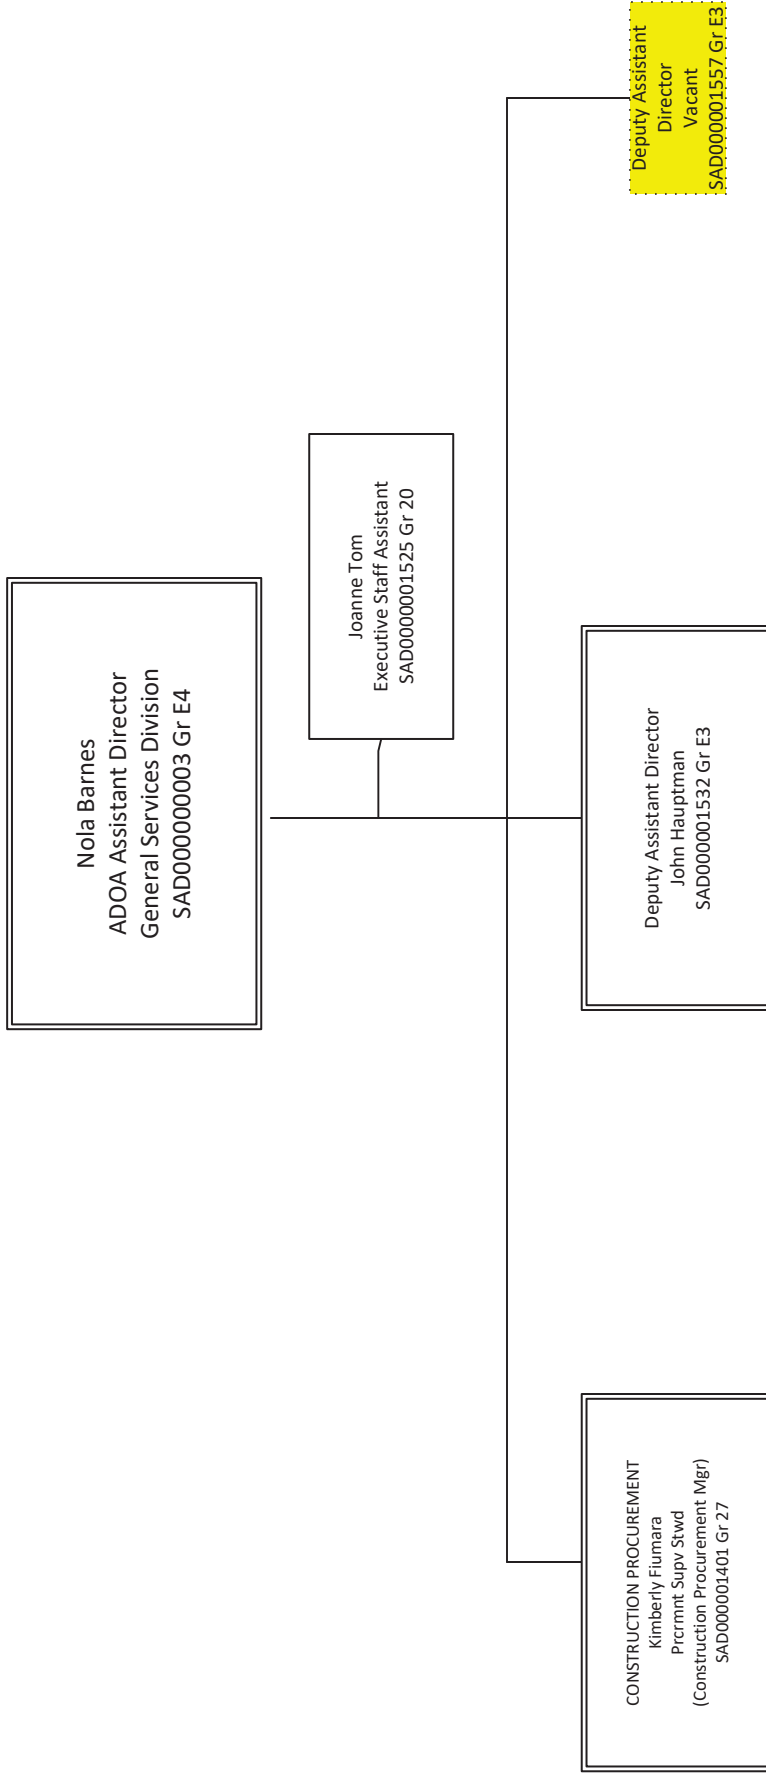 Nola Barnes
ADOA Assistant Director
General Services Division
SAD000000003 Gr E4
Joanne Tom
Executive Staff Assistant
SAD0000001525 Gr 20
CONSTRUCTION PROCUREMENT
Kimberly Fiumara
Prcrmnt Supv Stwd
(Construction Procurement Mgr)
SAD000001401 Gr 27
Deputy Assistant Director
John Hauptman
SAD000001532 Gr E3
Deputy Assistant
Director
Vacant
SAD000001557 Gr E3